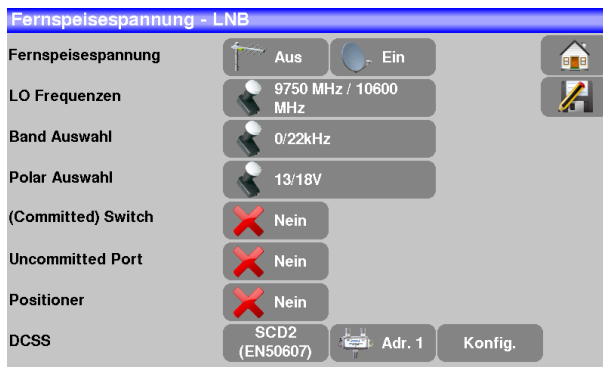 Fernspeisespannung - LNB
Fernspeisespannung Aus Ein
LO Frequenzen 9750 MHz / 10600
MHz
Band Auswahl 0/22kHz
Polar Auswahl 13/18V
(Committed) Switch Nein
Uncommitted Port Nein
Positioner Nein
DCSS SCD2
(EN50607) Adr. 1 Konfig.